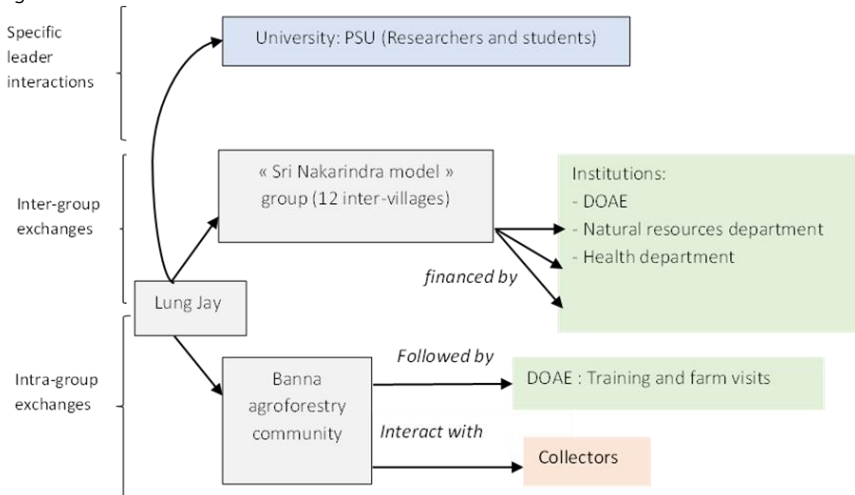 Specific
leader
interactions
University: PSU (Researchers and students)
Inter-group
exchanges
« Sri Nakarindra model »
group (12 inter-villages)
Institutions:
- DOAE
- Natural resources department
- Health department
financed by
Lung Jay
Intra-group
exchanges
Banna
agroforestry
community
Followed by
DOAE : Training and farm visits
Interact with
Collectors